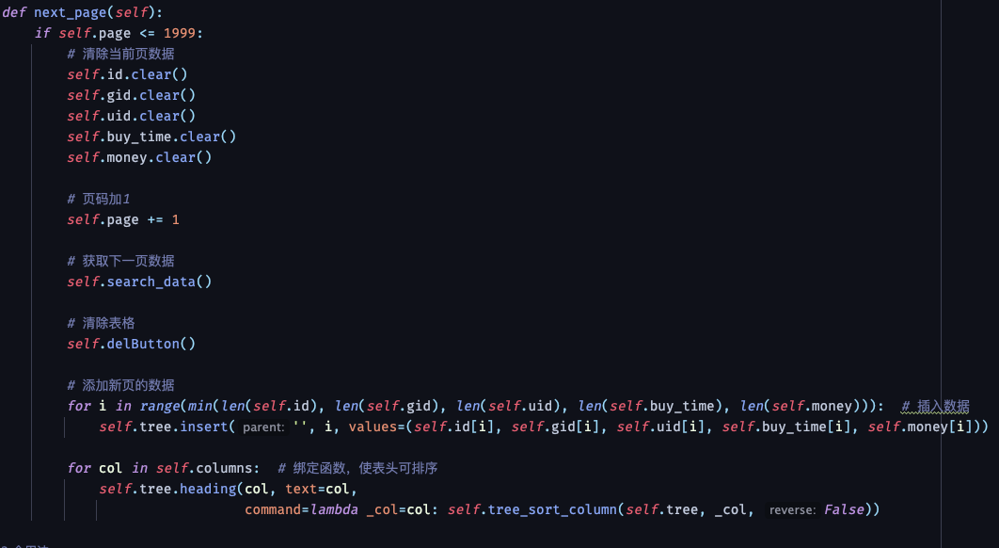 def next_page(self):
if self.page <= 1999:
# 清除当前页数据
self.id.clear()
self.gid.clear()
self.uid.clear()
self.buy_time.clear()
self.money.clear()
# 页码加1
self.page += 1
# 获取下一页数据
self.search_data()
# 清除表格
self.delButton()
# 添加新页的数据
for i in range(min(len(self.id), len(self.gid), len(self.uid), len(self.buy_time), len(self.money))):  # 插入数据
self.tree.insert( parent: '', i, values=(self.id[i], self.gid[i], self.uid[i], self.buy_time[i], self.money[i]))
for col in self.columns:  # 绑定函数，使表头可排序
self.tree.heading(col, text=col,
command=lambda _col=col: self.tree_sort_column(self.tree, _col,  reverse: False))